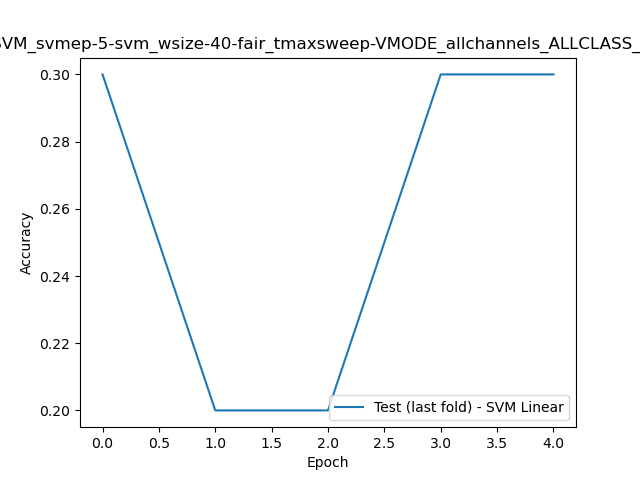 SVM_svmep-5-svm_wsize-40-fair_tmaxsweep-VMODE_allchannels_ALLCLASS_
0.30
0.28
0.26
0.24
0.22
0.20
Accuracy
Test (last fold) - SVM Linear
0.0 0.5 1.0 1.5 2.0 2.5 3.0 3.5 4.0
Epoch